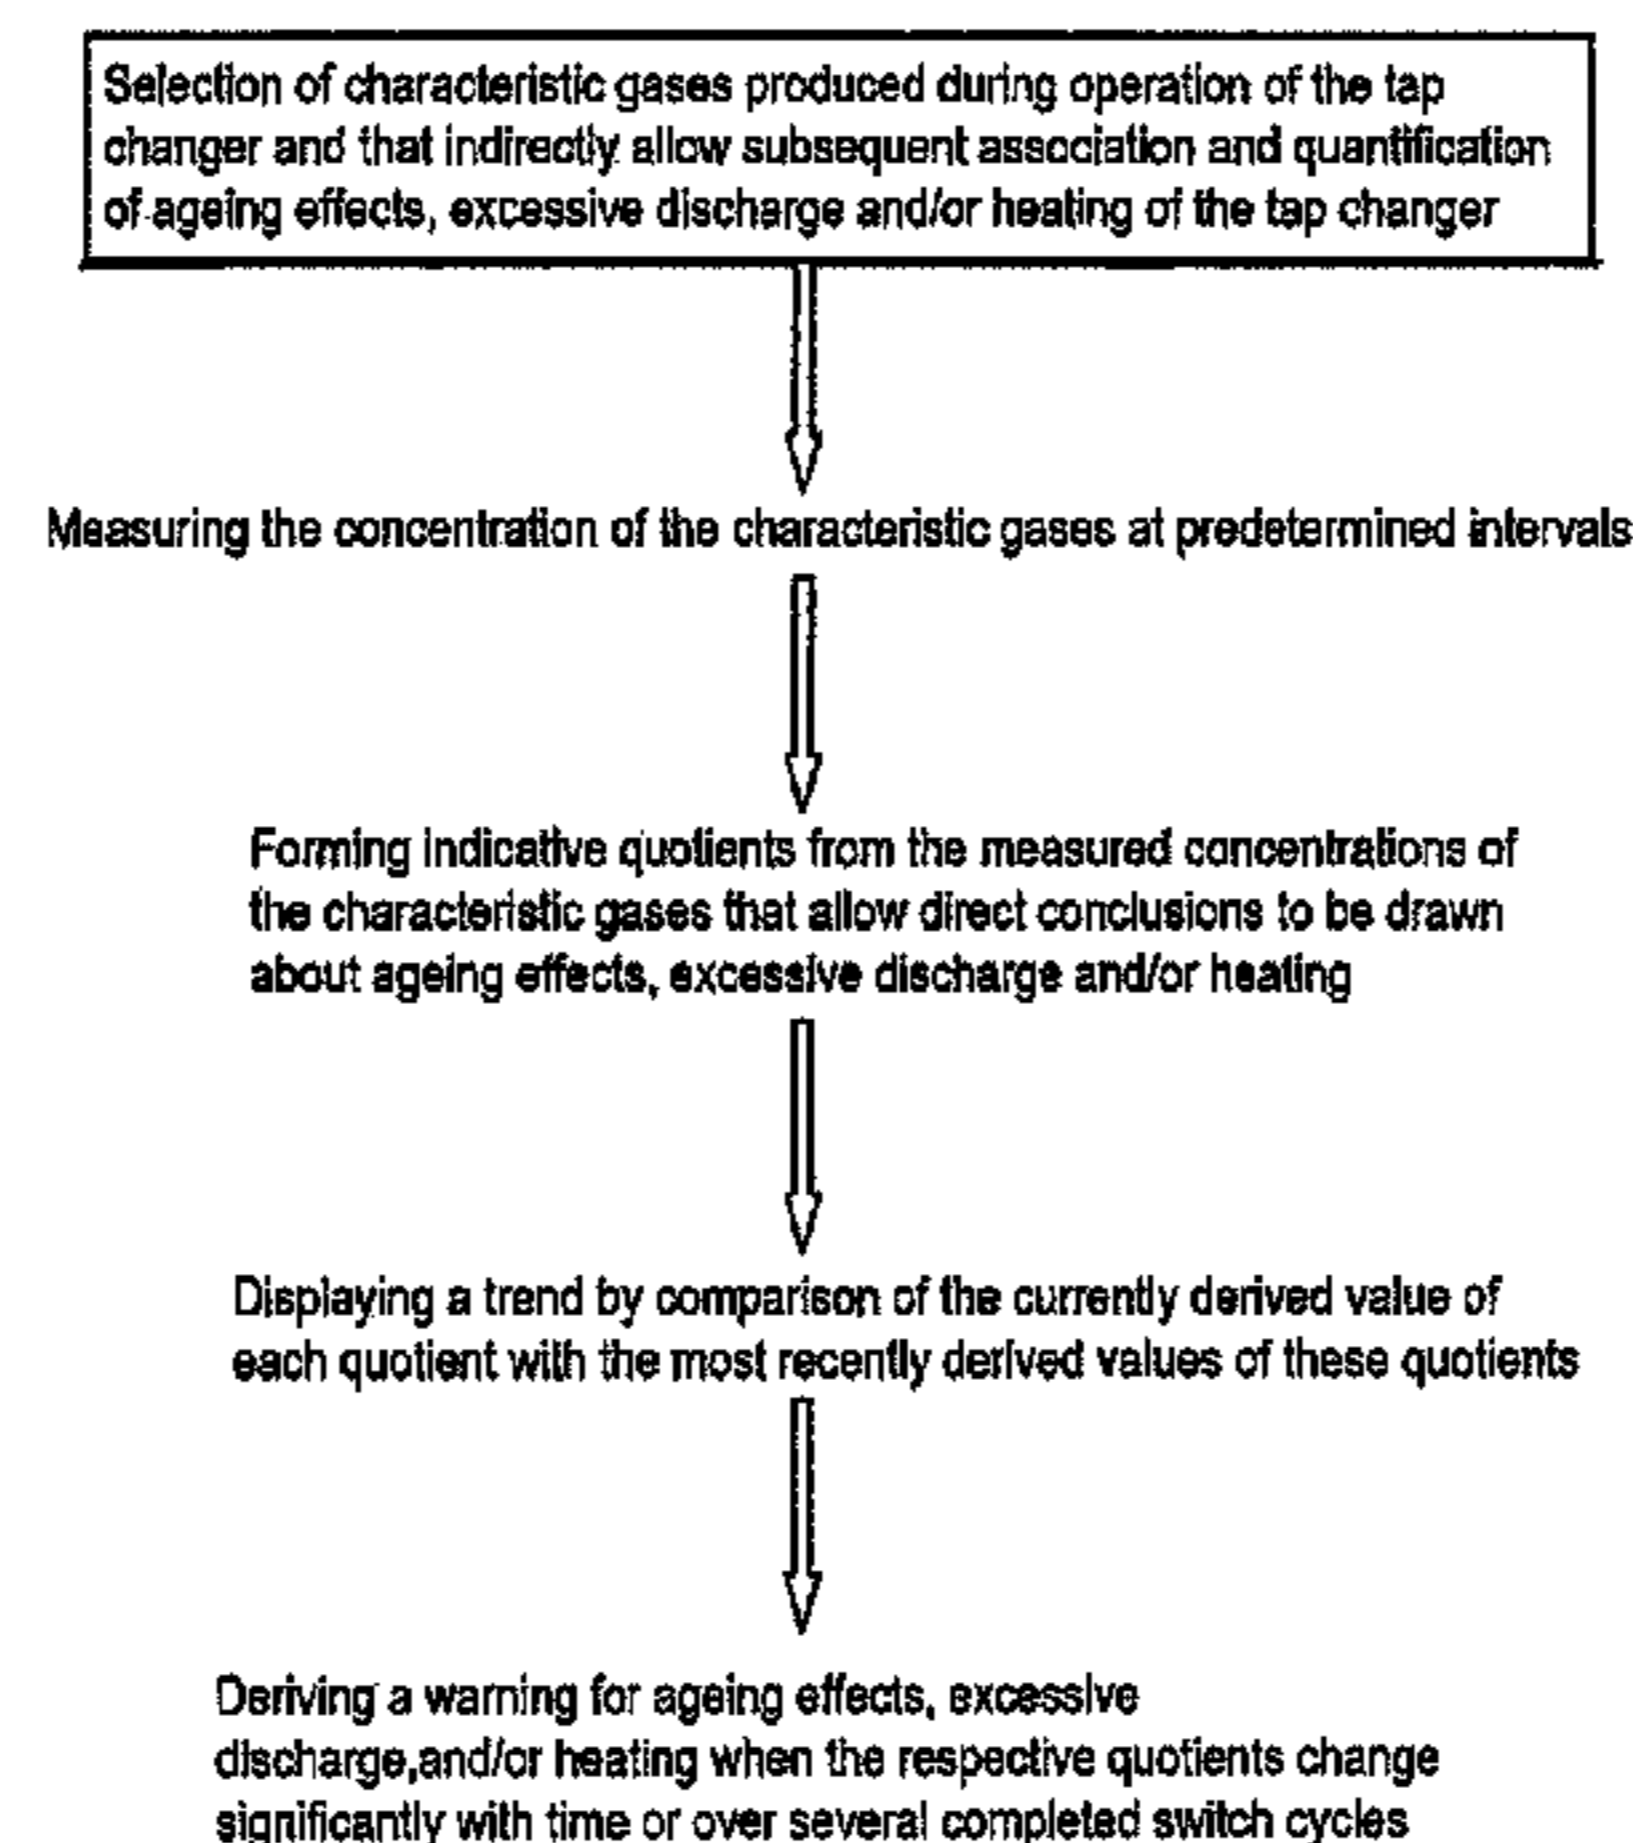 Selection of characteristic gases produced during operation of the tap
changer and that indirectly allow subsequent association and quantification
of ageing effects, excessive discharge and/or heating of the tap changer
Measuring the concentration of the characteristic gases at predetermined intervals
Forming indicative quotients from the measured concentrations of
the characteristic gases that allow direct conclusions to be drawn
about ageing effects, excessive discharge and/or heating
Displaying a trend by comparison of the currently derived value of
each quotient with the most recently derived values of these quotients
Deriving a warning for ageing effects, excessive
discharge,and/or heating when the respective quotients change
significantly with time or over several completed switch cycles